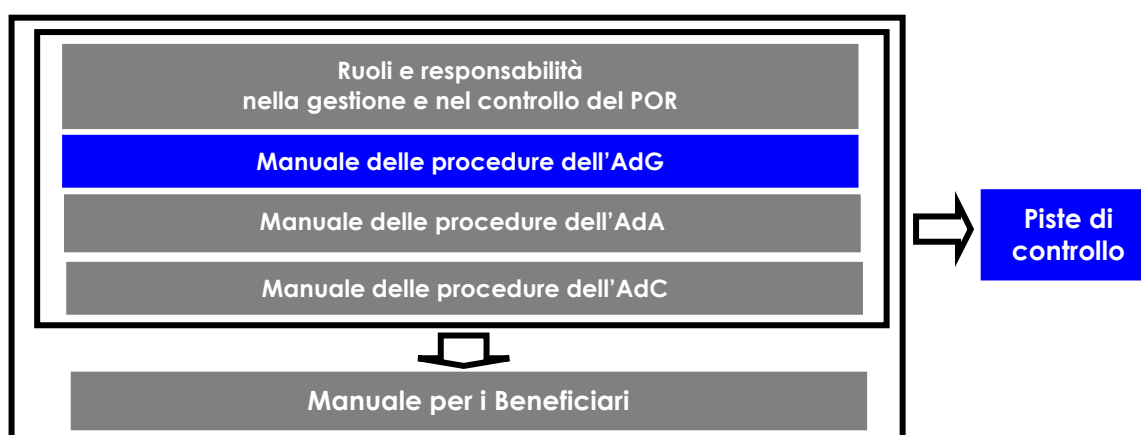 Ruoli e responsabilità
nella gestione e nel controllo del POR
Manuale delle procedure dell'AdG
Manuale delle procedure dell'AdA
Manuale delle procedure dell'AdC
Manuale per i Beneficiari
Piste di
controllo